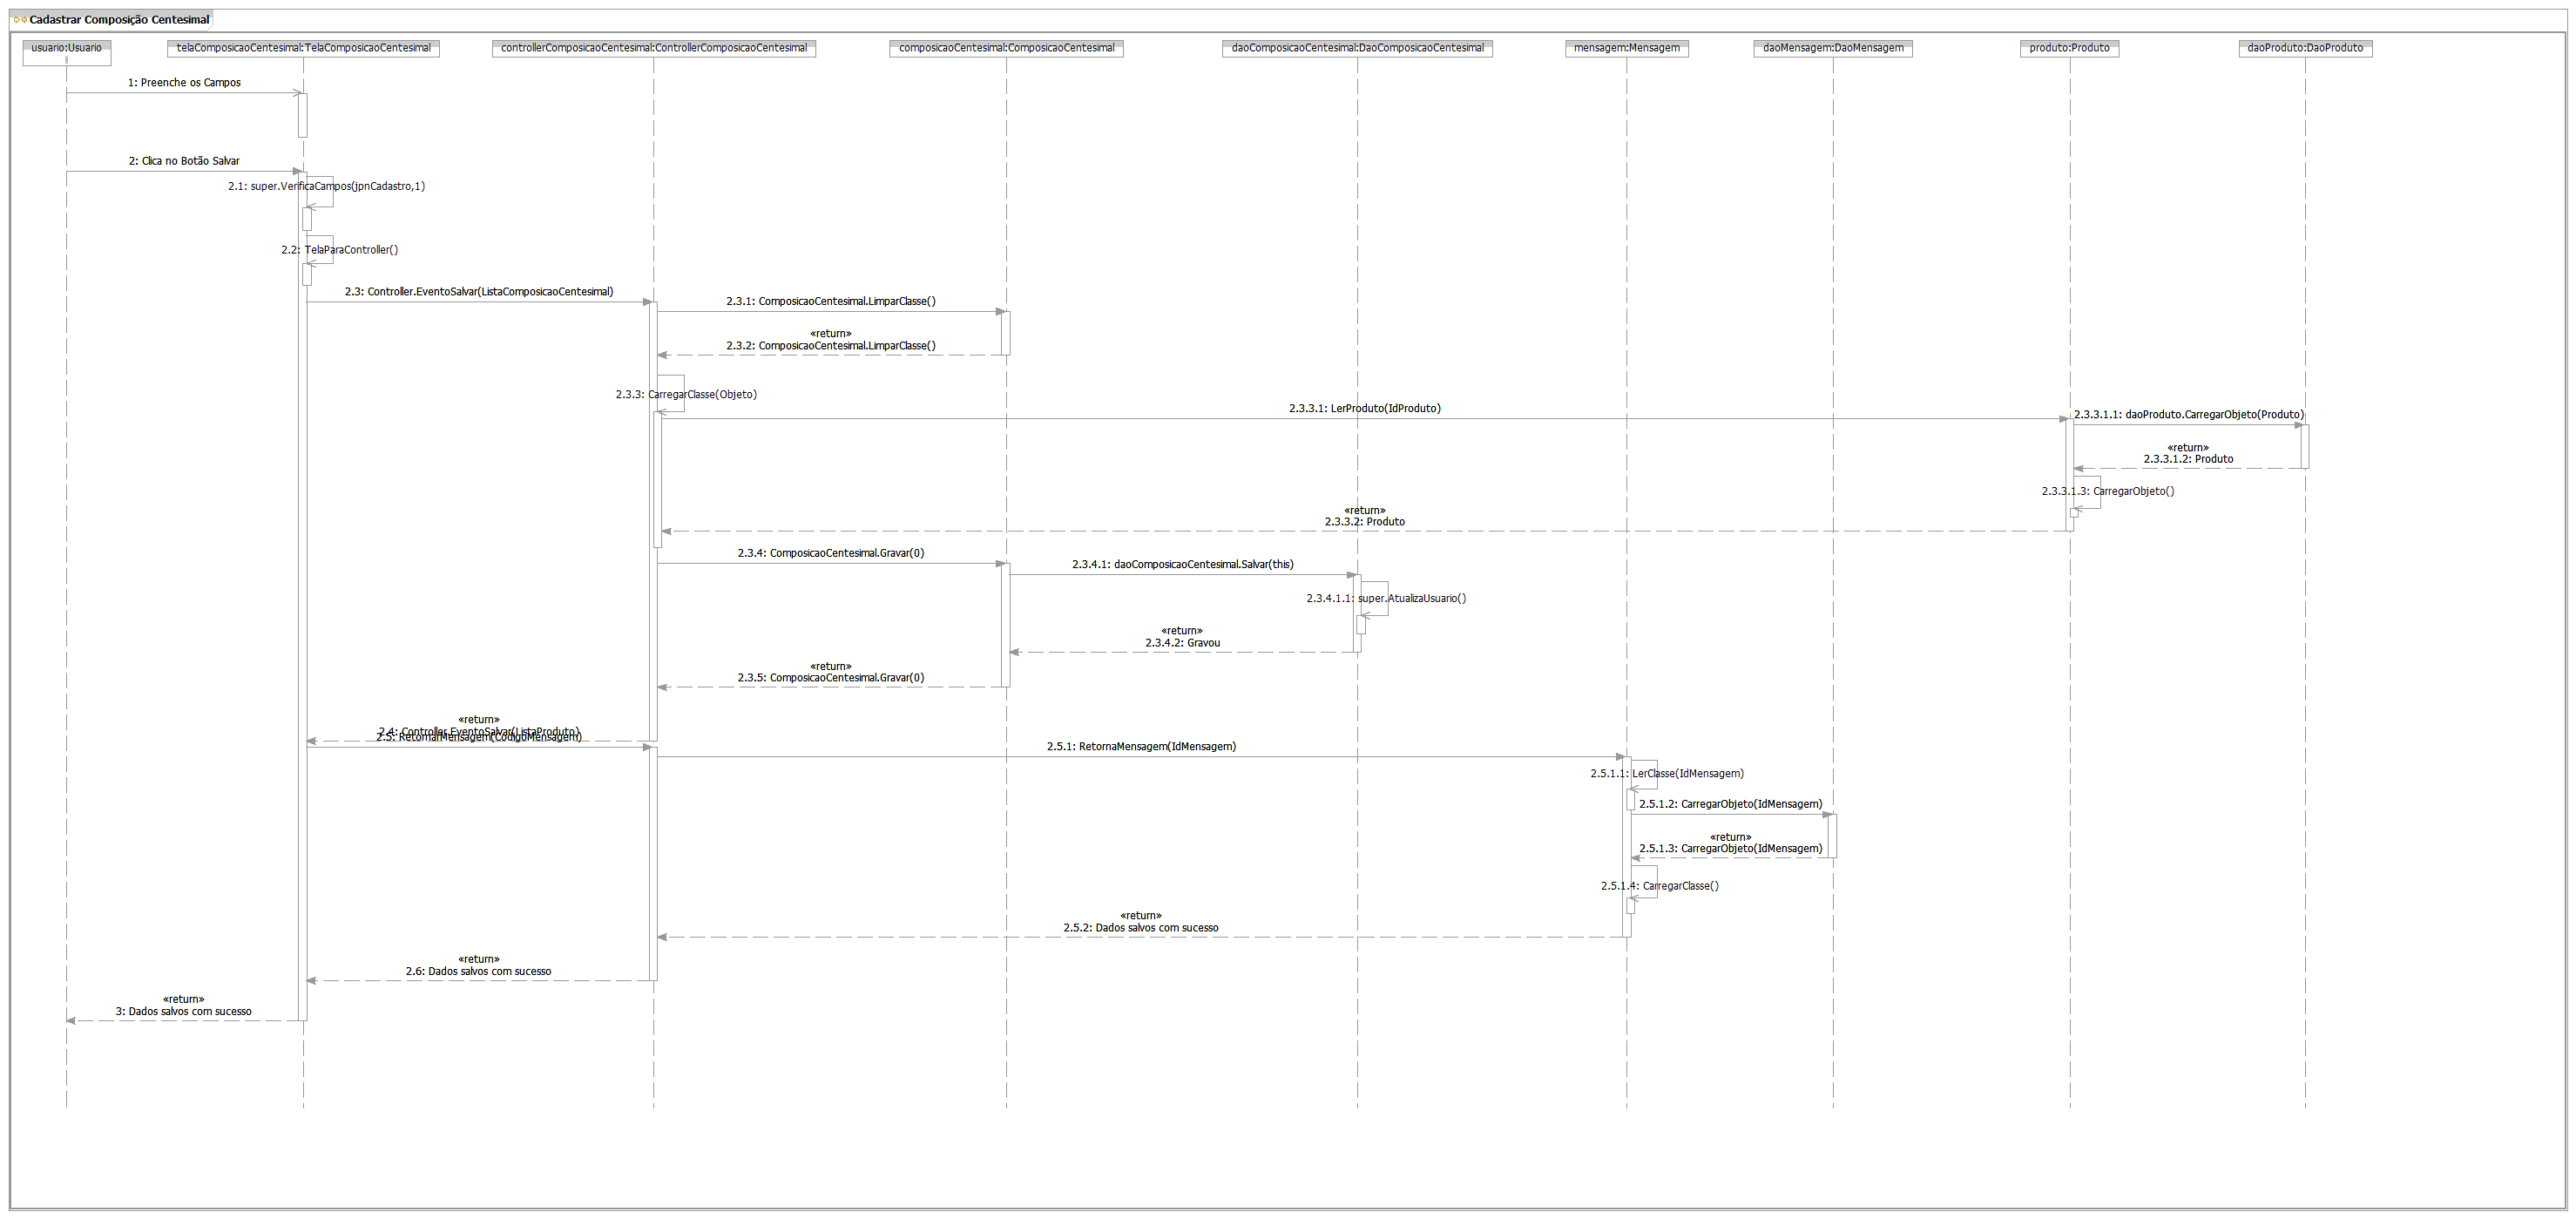 Cadastrar Composição Centesimal
usuario:Usuario
telaComposicaoCentesimal:TelaComposicaoCentesimal
controllerComposicaoCentesimal:ControllerComposicaoCentesimal
composicaoCentesimal:ComposicaoCentesimal
daoComposicaoCentesimal:DaoComposicaoCentesimal
mensagem:Mensagem
daoMensagem:DaoMensagem
produto:Produto
daoProduto:DaoProduto
1: Preenche os Campos
2: Clica no Botão Salvar
2.1: super.VerificaCampos(jpnCadastro,1)
2.2: TelaParaController()
2.3: Controller.EventoSalvar(ListaComposicaoCentesimal)
2.3.1: ComposicaoCentesimal.LimparClasse()
«return»
2.3.2: ComposicaoCentesimal.LimparClasse()
2.3.3: CarregarClasse(Objeto)
2.3.3.1: LerProduto(IdProduto)
2.3.3.1.1: daoProduto.CarregarObjeto(Produto)
«return»
2.3.3.1.2: Produto
2.3.3.1.3: CarregarObjeto()
«return»
2.3.3.2: Produto
2.3.4: ComposicaoCentesimal.Gravar(0)
2.3.4.1: daoComposicaoCentesimal.Salvar(this)
2.3.4.1.1: super.AtualizaUsuario()
«return»
2.3.4.2: Gravou
«return»
2.3.5: ComposicaoCentesimal.Gravar(0)
«return»
2.4: Controller.EventoSalvar(ListaProduto)
2.5: RetornarMensagem(CodigoMensagem)
2.5.1: RetornaMensagem(IdMensagem)
2.5.1.1: LerClasse(IdMensagem)
2.5.1.2: CarregarObjeto(IdMensagem)
«return»
2.5.1.3: CarregarObjeto(IdMensagem)
2.5.1.4: CarregarClasse()
«return»
2.5.2: Dados salvos com sucesso
«return»
2.6: Dados salvos com sucesso
«return»
3: Dados salvos com sucesso